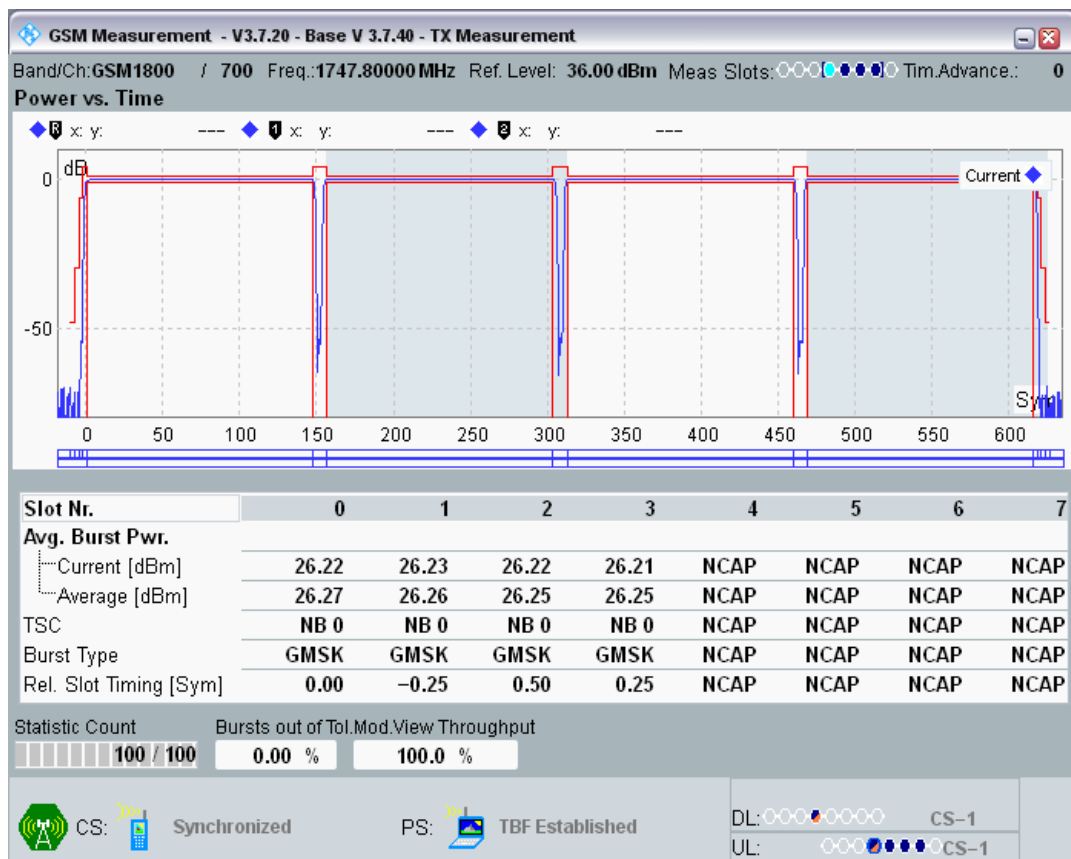 GSM Measurement - V3.7.20 - Base V 3.7.40 - TX Measurement
Band/Ch:GSM1800 / 700 Freq.:1747.80000 MHz Ref. Level: 36.00 dBm Meas Slots: Tim.Advance.: 0
Power vs. Time
R x: y: --- 1 x: y: --- 2 x: y: ---
dB
Current
0
-50
Sym
0 50 100 150 200 250 300 350 400 450 500 550 600
Slot Nr. 0 1 2 3 4 5 6 7
Avg. Burst Pwr.
Current [dBm] 26.22 26.23 26.22 26.21 NCAP NCAP NCAP NCAP
Average [dBm] 26.27 26.26 26.25 26.25 NCAP NCAP NCAP NCAP
TSC NB 0 NB 0 NB 0 NB 0 NCAP NCAP NCAP NCAP
Burst Type GMSK GMSK GMSK GMSK NCAP NCAP NCAP NCAP
Rel. Slot Timing [Sym] 0.00 −0.25 0.50 0.25 NCAP NCAP NCAP NCAP
Statistic Count Bursts out of Tol.Mod.View Throughput
100 / 100 0.00 % 100.0 %
CS: Synchronized PS: TBF Established DL: CS−1
UL: CS−1